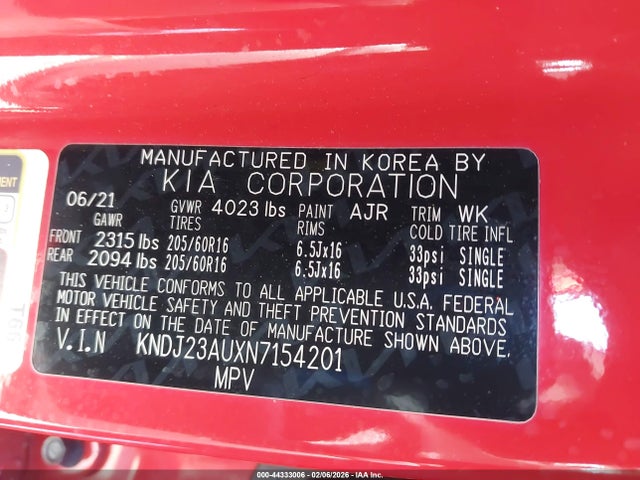 MANUFACTURED IN KOREA BY
KIA CORPORATION
06/21 GVWR 4023 lbs PAINT AJR TRIM WK
GAWR TIRES RIMS COLD TIRE INFL
FRONT 2315 lbs 205/60R16 6.5Jx16 33psi SINGLE
REAR 2094 lbs 205/60R16 6.5Jx16 33psi SINGLE
THIS VEHICLE CONFORMS TO ALL APPLICABLE U.S.A. FEDERAL
MOTOR VEHICLE SAFETY AND THEFT PREVENTION STANDARDS
IN EFFECT ON THE DATE OF MANUFACTURE SHOWN ABOVE.
V.I.N KNDJ23AUXN7154201
MPV
000-44333006 - 02/06/2026 - IAA Inc.